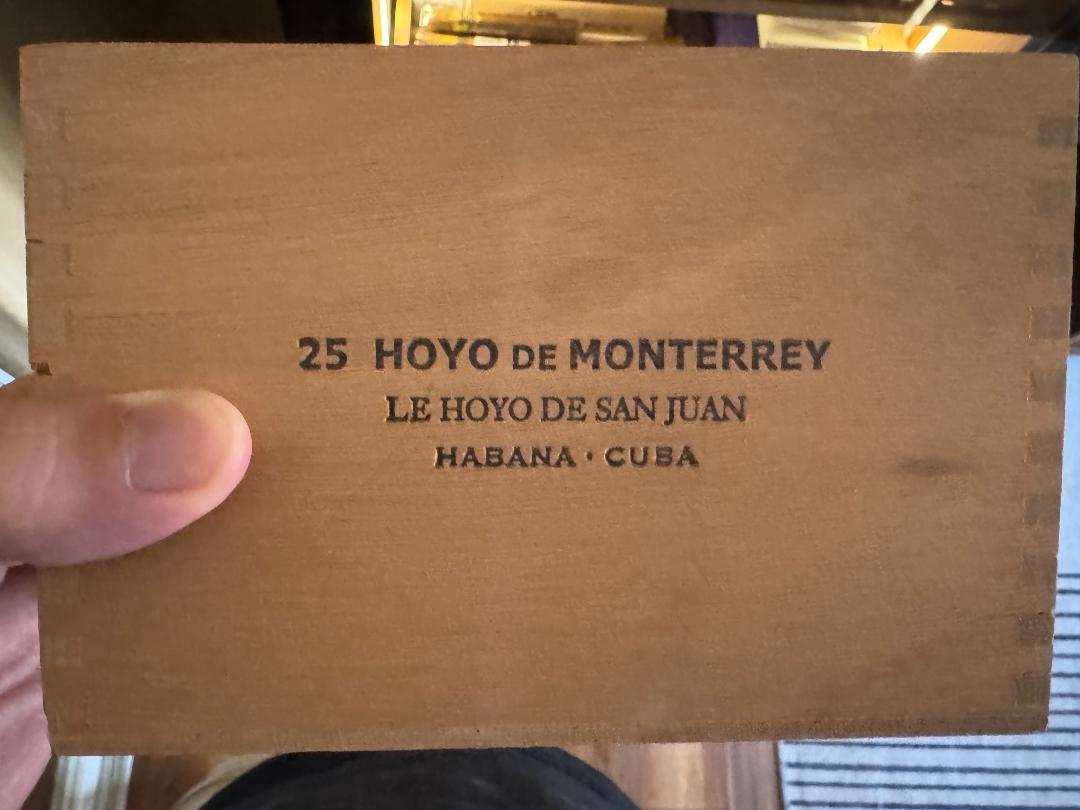 25 HOYO DE MONTERREY
LE HOYO DE SAN JUAN
HABANA · CUBA